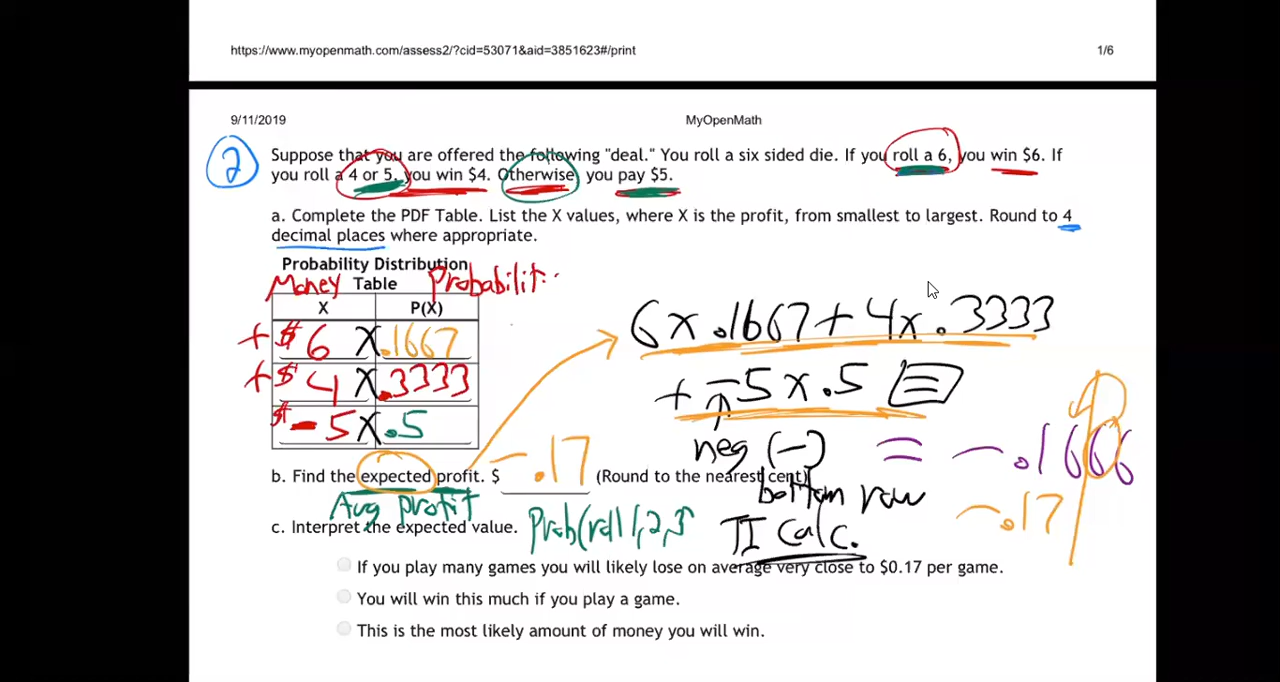 https://www.myopenmath.com/assess2/?cid=53071&aid=3851623#/print 1/6
9/11/2019 MyOpenMath
2 Suppose that you are offered the following "deal." You roll a six sided die. If you roll a 6, you win $6. If
you roll a 4 or 5, you win $4. Otherwise, you pay $5.
a. Complete the PDF Table. List the X values, where X is the profit, from smallest to largest. Round to 4
decimal places where appropriate.
Probability Distribution
Table
Money Probabilit
X P(X)
+$6 X .1667
+$4 X .3333
$-5 X .5
6 x .1667 + 4 x .3333
+ -5 x .5 =
neg (-)
bottom row
TI Calc.
= -.1666
-.17
b. Find the expected profit. $ -.17 (Round to the nearest cent)
Avg profit
c. Interpret the expected value.
Prob(roll 1,2,3
If you play many games you will likely lose on average very close to $0.17 per game.
You will win this much if you play a game.
This is the most likely amount of money you will win.